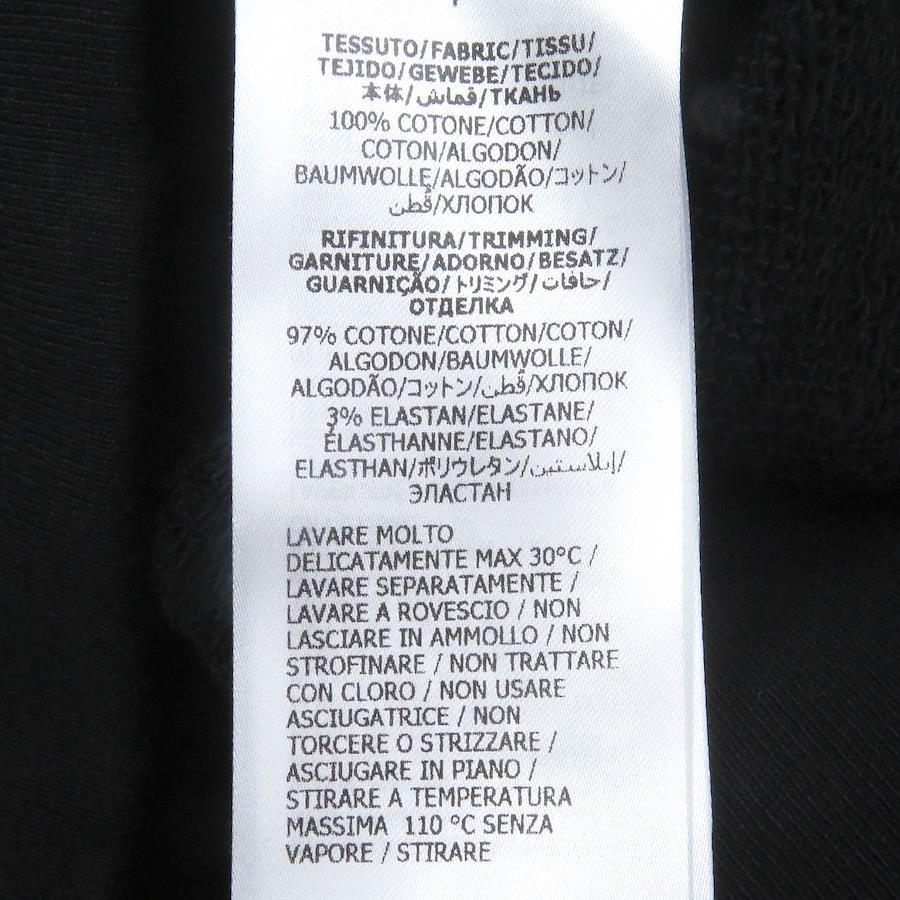 TESSUTO/FABRIC/TISSU/
TEJIDO/GEWEBE/TECIDO/
本体/قماش/ТКАНЬ
100% COTONE/COTTON/
COTON/ALGODON/
BAUMWOLLE/ALGODÃO/コットン/
قطن/ХЛОПОК
RIFINITURA/TRIMMING/
GARNITURE/ADORNO/BESATZ/
GUARNIÇÃO/トリミング/حافات/
ОТДЕЛКА
97% COTONE/COTTON/COTON/
ALGODON/BAUMWOLLE/
ALGODÃO/コットン/قطن/ХЛОПОК
3% ELASTAN/ELASTANE/
ÉLASTHANNE/ELASTANO/
ELASTHAN/ポリウレタン/إيلاستين/
ЭЛАСТАН
LAVARE MOLTO
DELICATAMENTE MAX 30°C /
LAVARE SEPARATAMENTE /
LAVARE A ROVESCIO / NON
LASCIARE IN AMMOLLO / NON
STROFINARE / NON TRATTARE
CON CLORO / NON USARE
ASCIUGATRICE / NON
TORCERE O STRIZZARE /
ASCIUGARE IN PIANO /
STIRARE A TEMPERATURA
MASSIMA 110 °C SENZA
VAPORE / STIRARE